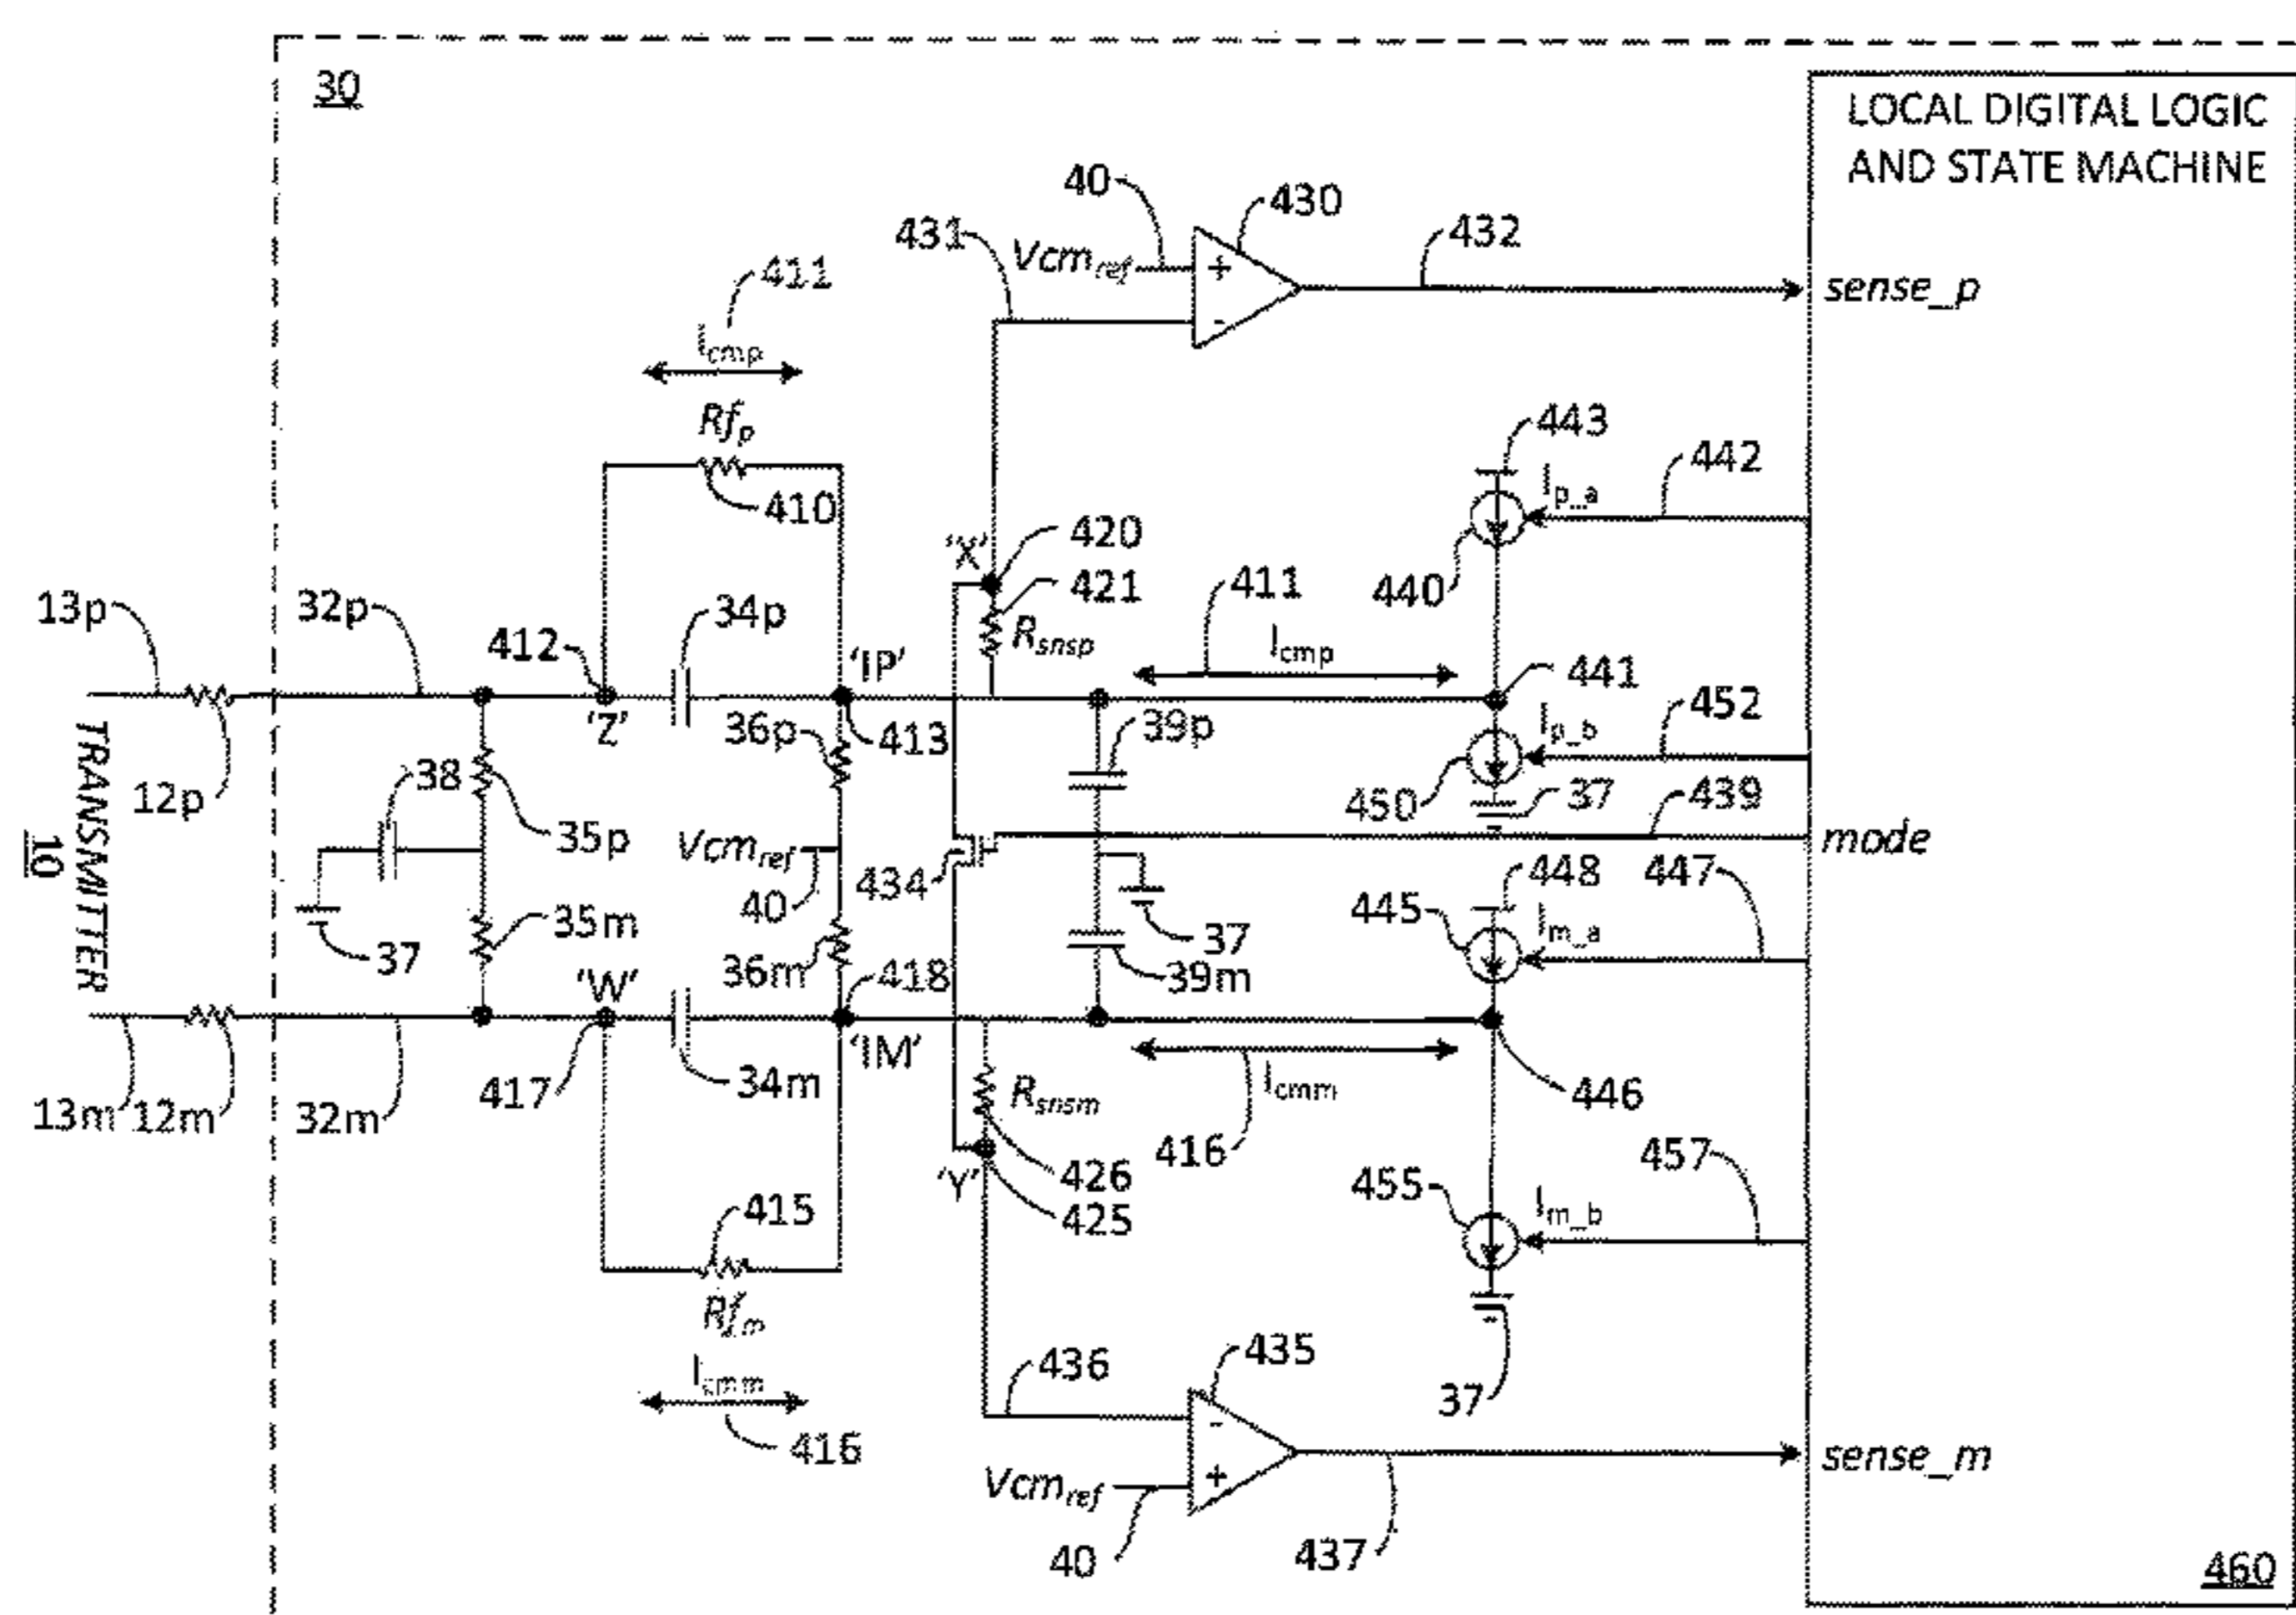 30
LOCAL DIGITAL LOGIC
AND STATE MACHINE
40
430
431
Vcm_ref
+
-
432
sense_p
411
I_cmp
Rf_p
410
443
442
I_p_a
440
'X'
420
421
R_snsp
411
I_cmp
441
13p
32p
412
34p
'IP'
'Z'
36p
413
39p
I_p_b
452
450
37
439
12p
38
35p
Vcm_ref
40
434
mode
10
TRANSMITTER
37
35m
36m
418
37
39m
448
447
445
I_m_a
'W'
417
34m
'IM'
13m
12m
32m
R_snsm
I_cmm
416
446
'Y'
426
425
457
455
I_m_b
415
Rf_m
I_cmm
416
436
435
37
-
+
Vcm_ref
40
437
sense_m
460